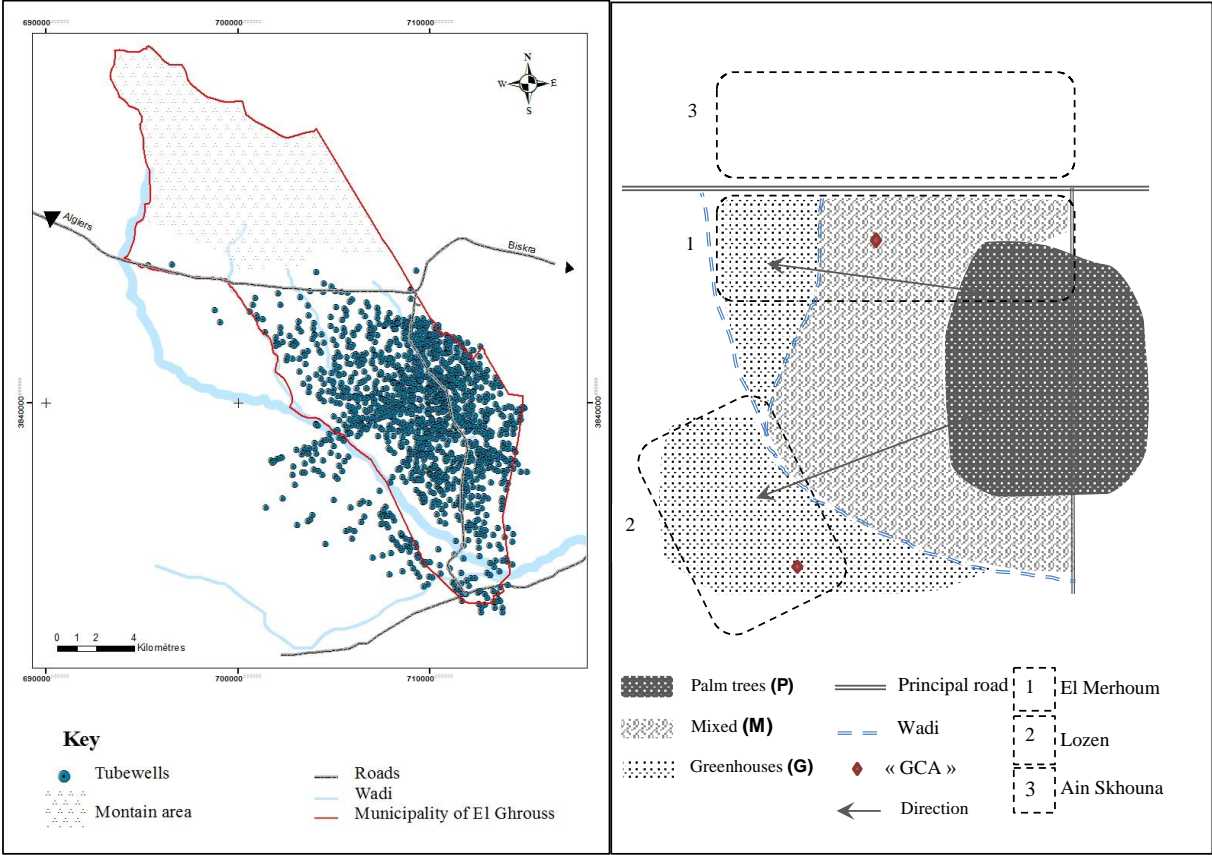 690000
700000
710000
N
W E
S
Algiers
Biskra
3840000
3840000
0 1 2 4
Kilomètres
690000
700000
710000
Key
Tubewells
Montain area
Roads
Wadi
Municipality of El Ghrouss
3
1
2
Palm trees (P)
Mixed (M)
Greenhouses (G)
Principal road
Wadi
« GCA »
Direction
1 El Merhoum
2 Lozen
3 Ain Skhouna